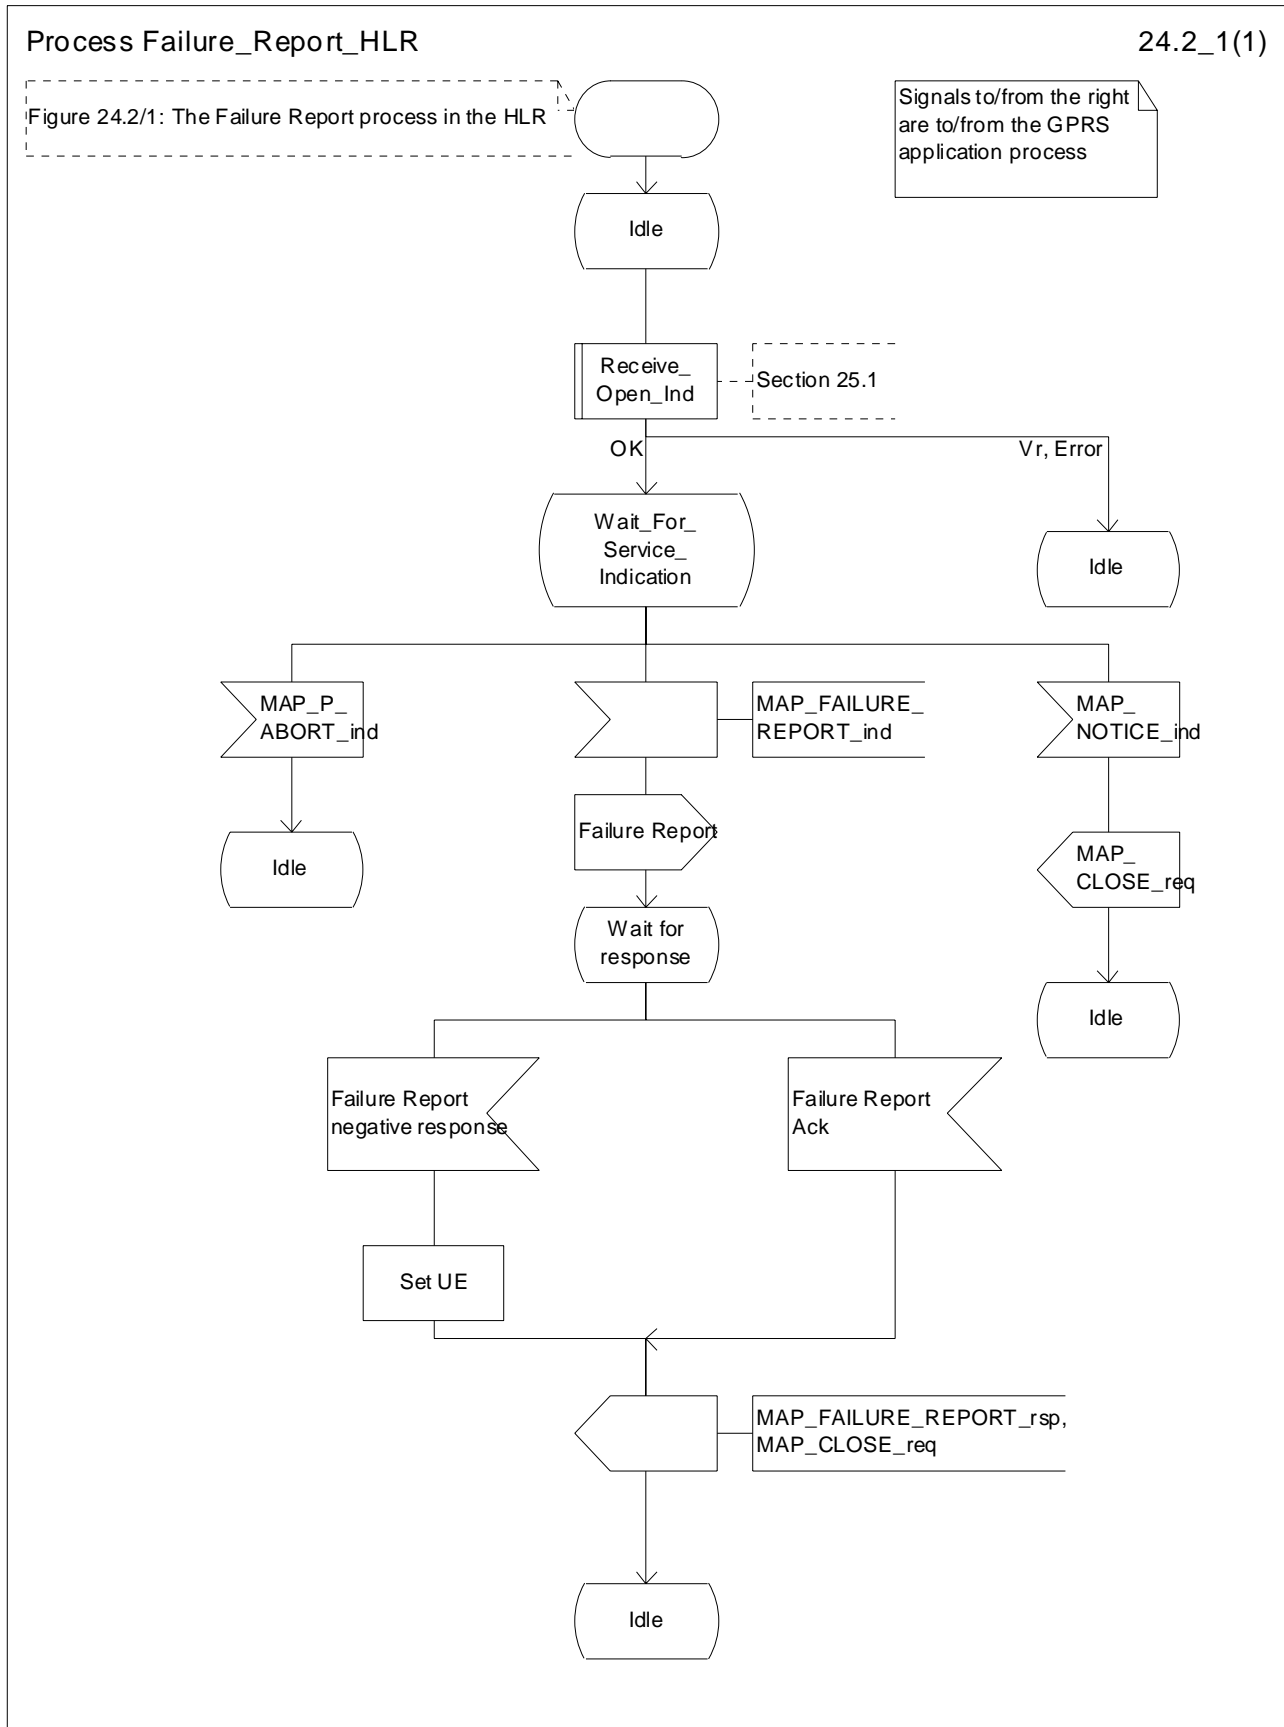 Process Failure_Report_HLR
24.2_1(1)
Figure 24.2/1: The Failure Report process in the HLR
Signals to/from the right
are to/from the GPRS
application process
Idle
Receive_
Open_Ind
Section 25.1
OK
Vr, Error
Wait_For_
Service_
Indication
Idle
MAP_P_
ABORT_ind
MAP_FAILURE_
REPORT_ind
MAP_
NOTICE_ind
Failure Report
Idle
MAP_
CLOSE_req
Wait for
response
Idle
Failure Report
negative response
Failure Report
Ack
Set UE
MAP_FAILURE_REPORT_rsp,
MAP_CLOSE_req
Idle